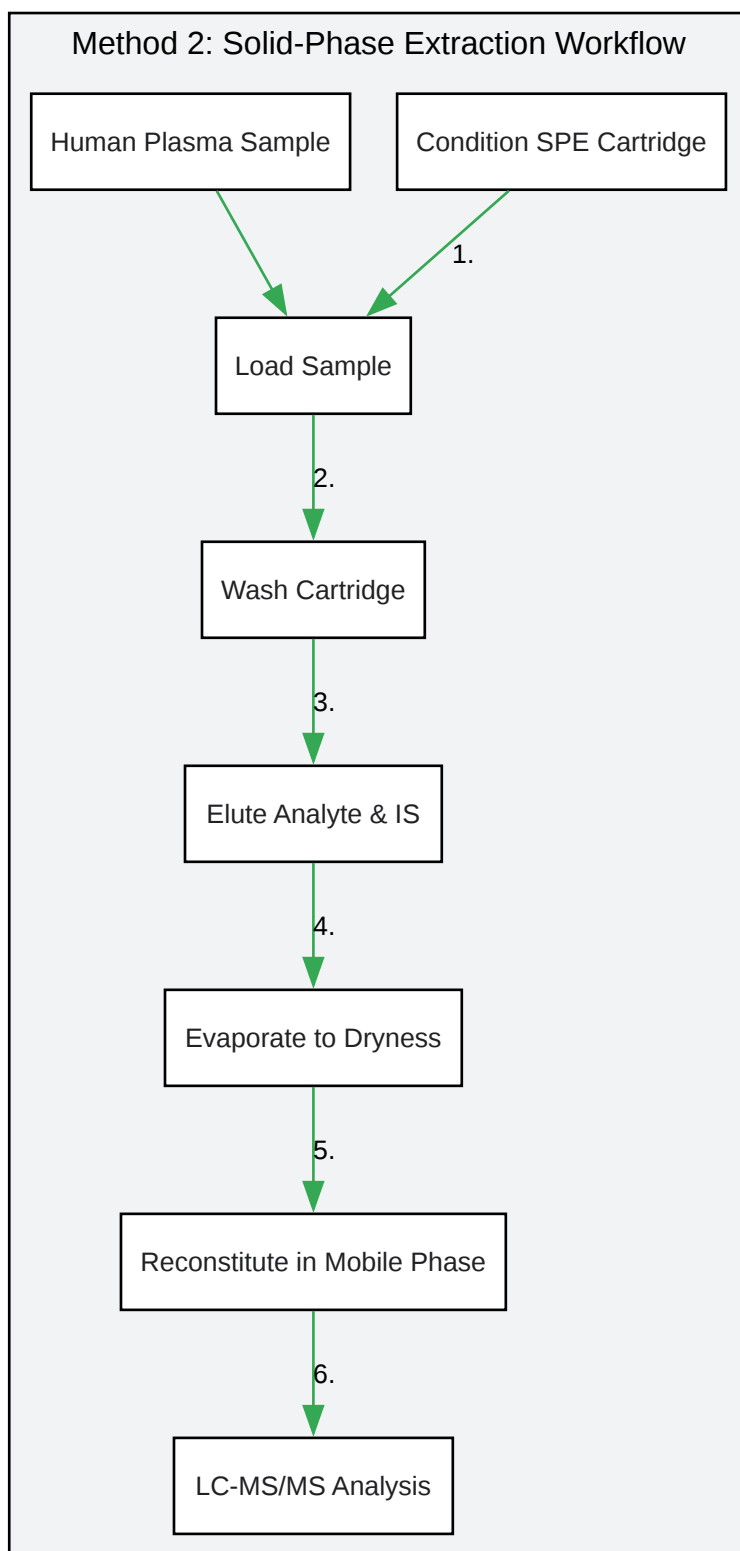 Method 2: Solid-Phase Extraction Workflow
Human Plasma Sample
Condition SPE Cartridge
1.
Load Sample
2.
Wash Cartridge
3.
Elute Analyte & IS
4.
Evaporate to Dryness
5.
Reconstitute in Mobile Phase
6.
LC-MS/MS Analysis